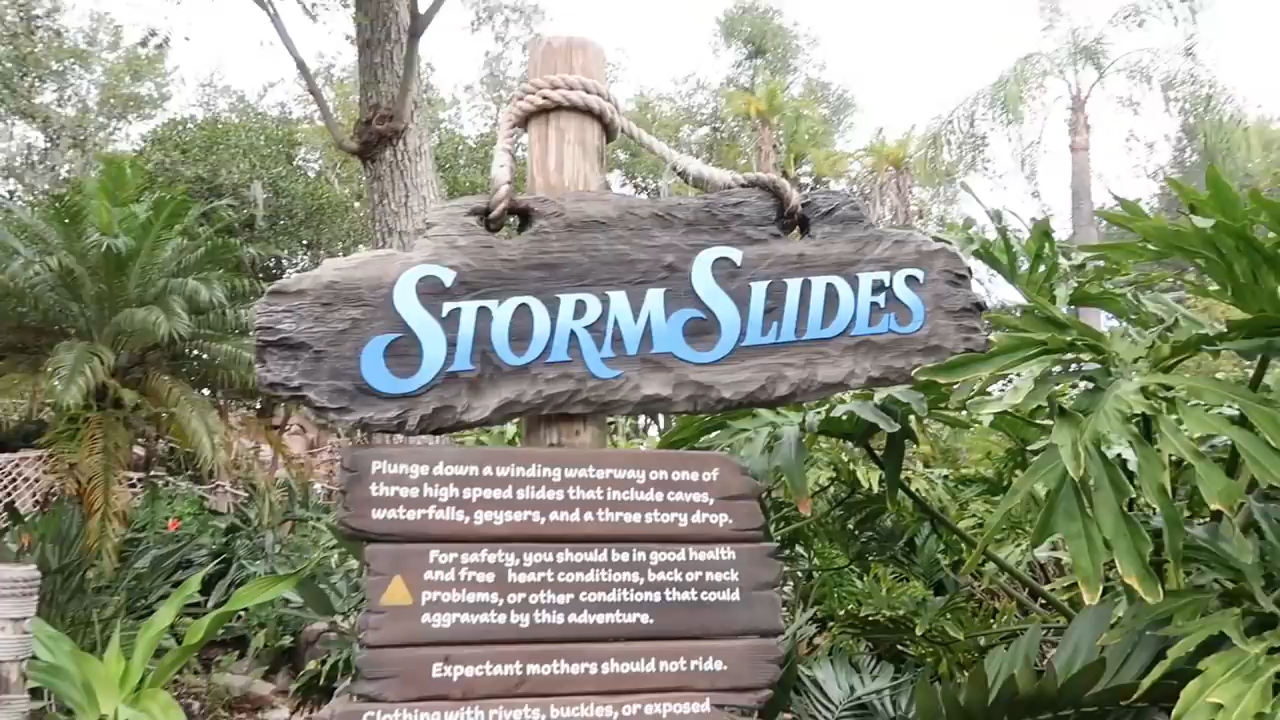 STORM SLIDES
Plunge down a winding waterway on one of
three high speed slides that include caves,
waterfalls, geysers, and a three story drop.
For safety, you should be in good health
and free heart conditions, back or neck
problems, or other conditions that could
aggravate by this adventure.
Expectant mothers should not ride.
Clothing with rivets, buckles, or exposed